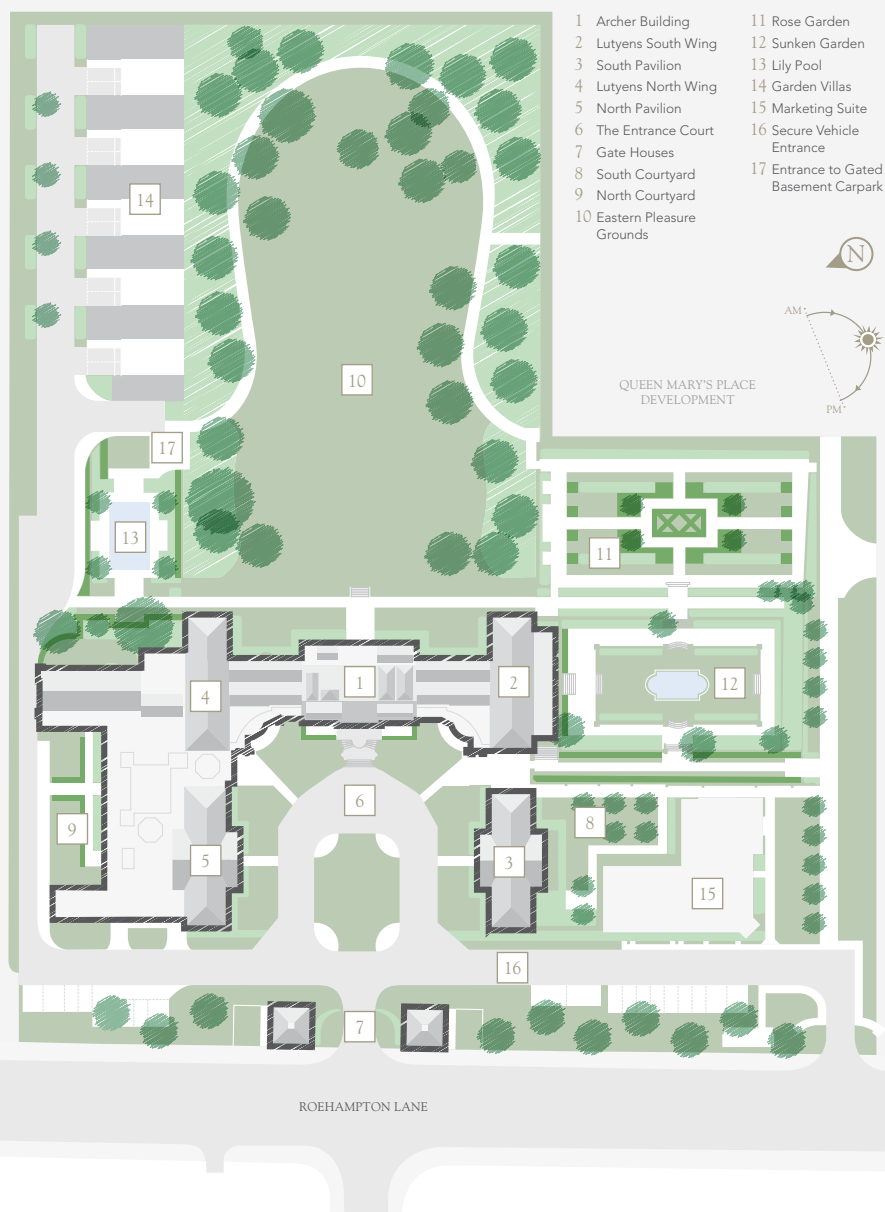 1 Archer Building
2 Lutyens South Wing
3 South Pavilion
4 Lutyens North Wing
5 North Pavilion
6 The Entrance Court
7 Gate Houses
8 South Courtyard
9 North Courtyard
10 Eastern Pleasure
Grounds
11 Rose Garden
12 Sunken Garden
13 Lily Pool
14 Garden Villas
15 Marketing Suite
16 Secure Vehicle
Entrance
17 Entrance to Gated
Basement Carpark
14
N
AM
QUEEN MARY'S PLACE
DEVELOPMENT
PM
10
17
13
11
4
1
2
12
6
9
8
5
3
15
16
7
ROEHAMPTON LANE